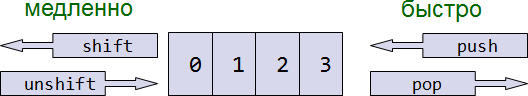 медленно быстро
shift 0 1 2 3 push
unshift pop